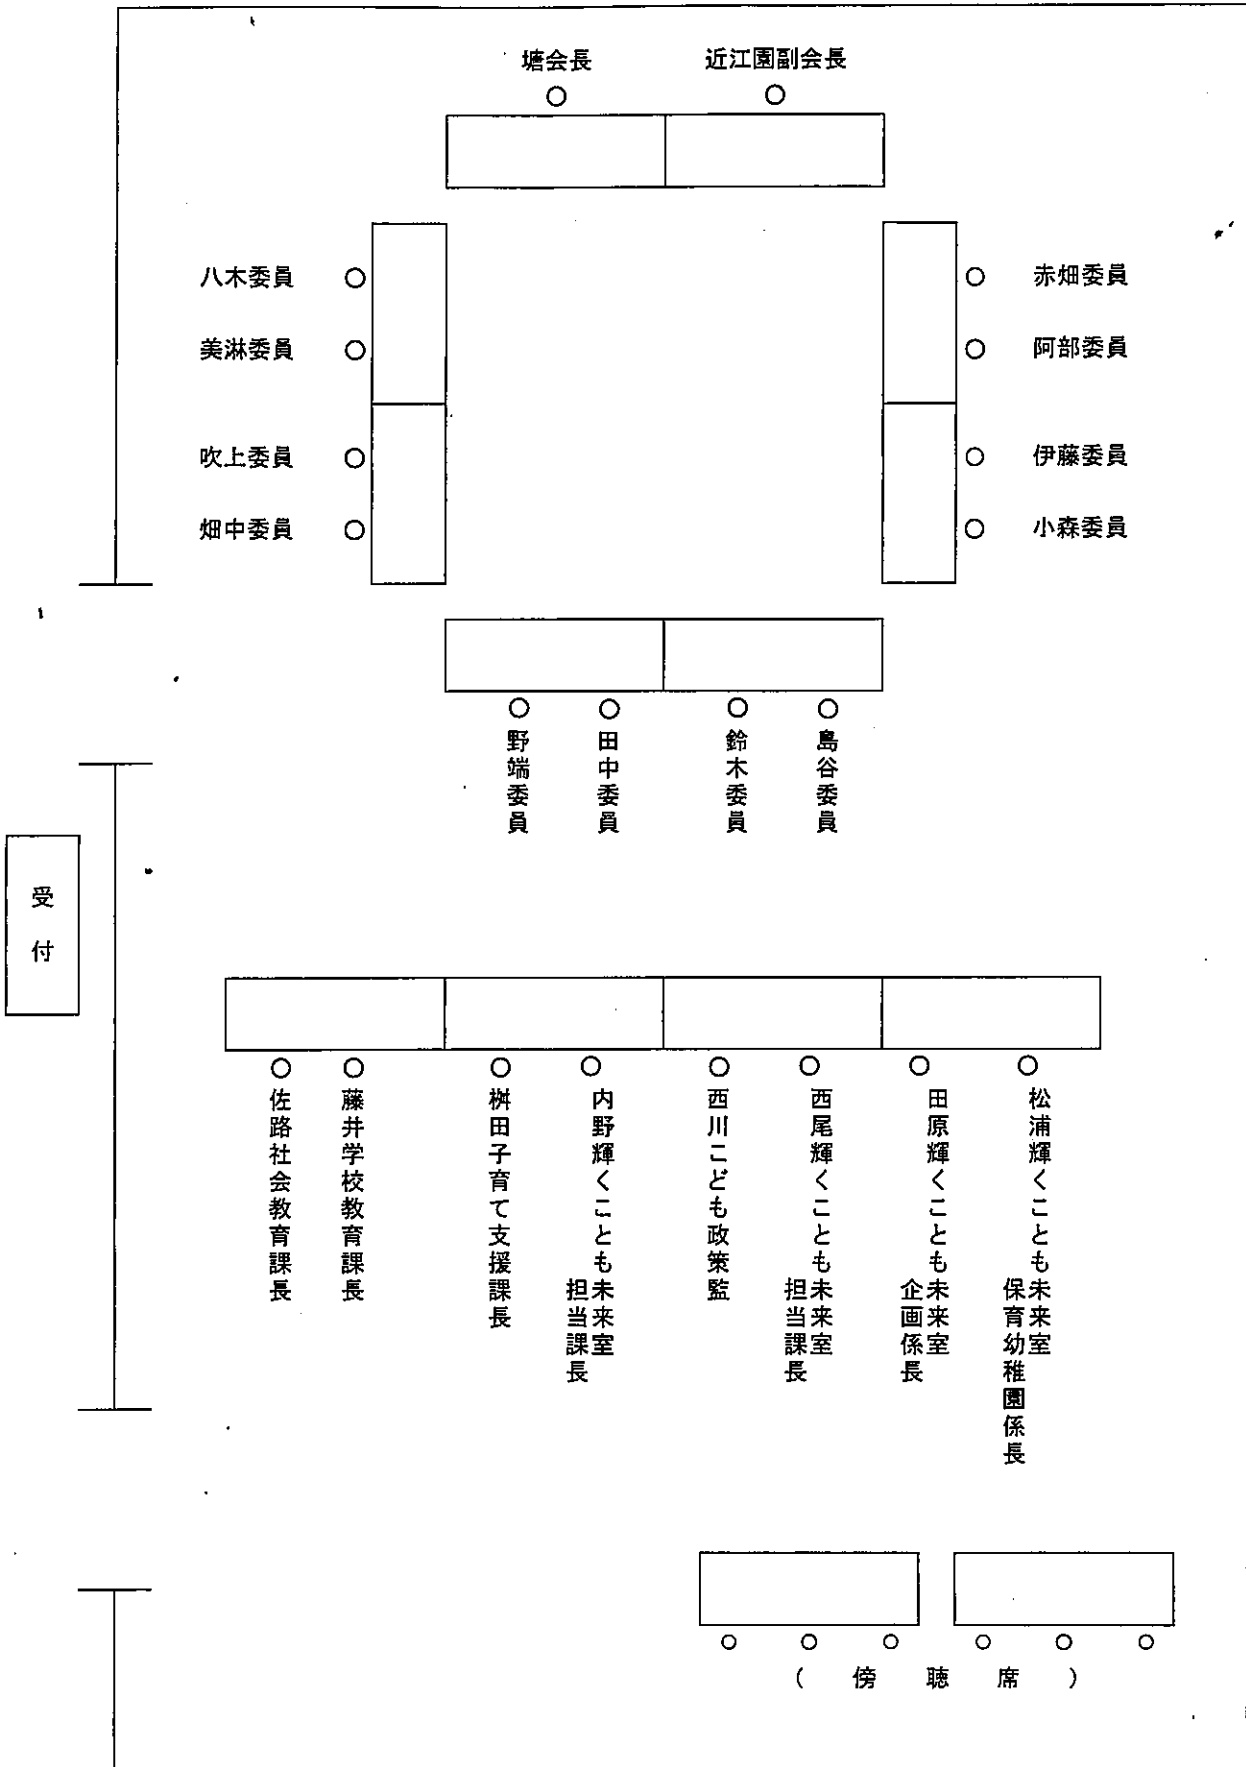 塘会長
近江園副会長
八木委員
赤畑委員
美淋委員
阿部委員
吹上委員
伊藤委員
畑中委員
小森委員
野端委員
田中委員
鈴木委員
島谷委員
受付
佐路社会教育課長
藤井学校教育課長
桝田子育て支援課長
内野輝くことも未来室
担当課長
西川こども政策監
西尾輝くことも未来室
担当課長
田原輝くことも未来室
企画係長
松浦輝くことも未来室
保育幼稚園係長
(傍聴席)